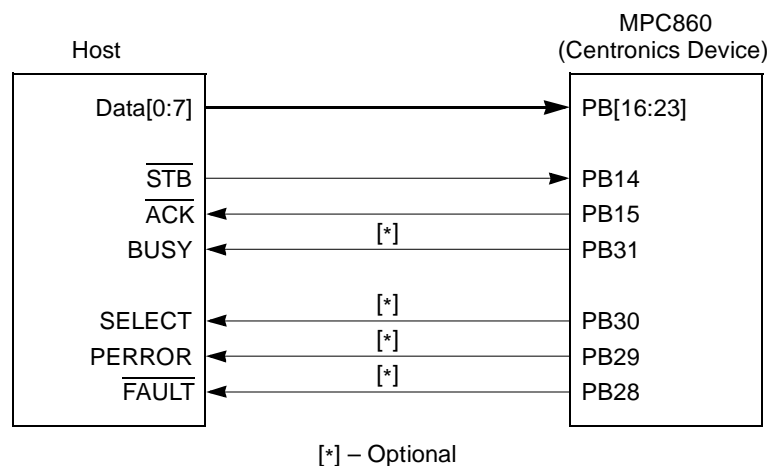 MPC860
Host (Centronics Device)
Data[0:7] PB[16:23]
STB PB14
ACK PB15
BUSY [*] PB31
SELECT [*] PB30
PERROR [*] PB29
FAULT [*] PB28
[*] – Optional